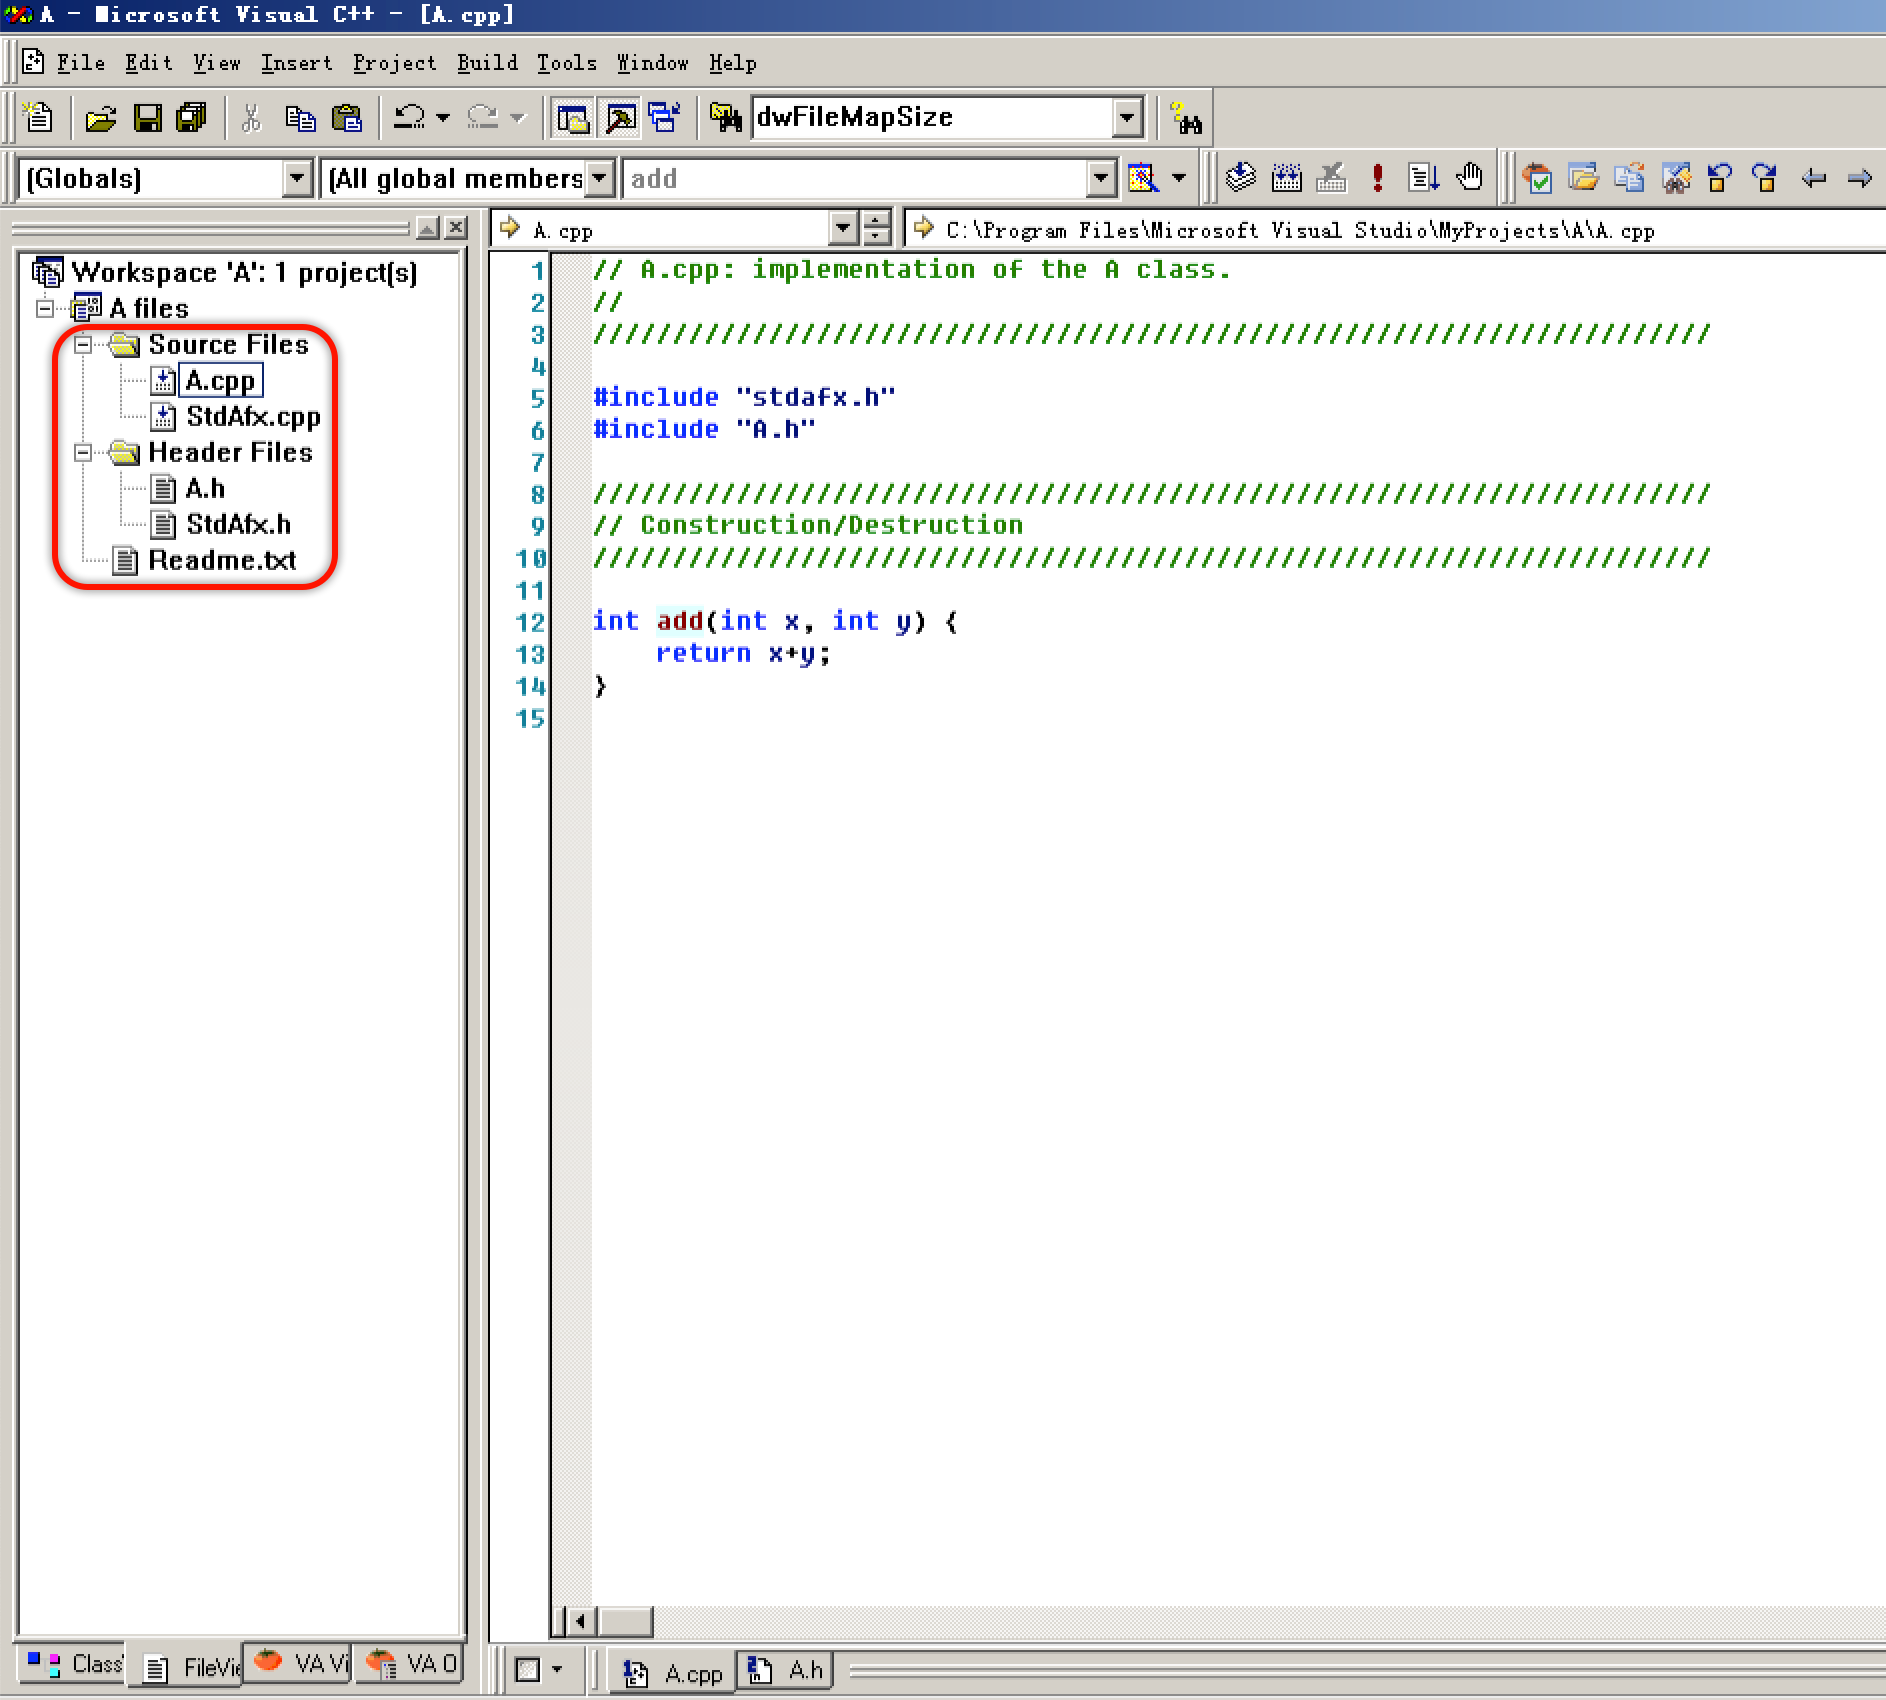 A - Microsoft Visual C++ - [A.cpp]
File Edit View Insert Project Build Tools Window Help
dwFileMapSize
(Globals) (All global members add
A.cpp C:\Program Files\Microsoft Visual Studio\MyProjects\A\A.cpp
Workspace 'A': 1 project(s)
A files
Source Files
A.cpp
StdAfx.cpp
Header Files
A.h
StdAfx.h
Readme.txt
1 // A.cpp: implementation of the A class.
2 //
3 //////////////////////////////////////////////////////////////////////
4
5 #include "stdafx.h"
6 #include "A.h"
7
8 //////////////////////////////////////////////////////////////////////
9 // Construction/Destruction
10 //////////////////////////////////////////////////////////////////////
11
12 int add(int x, int y) {
13     return x+y;
14 }
15
Class FileVie VA Vi VA O
A.cpp A.h